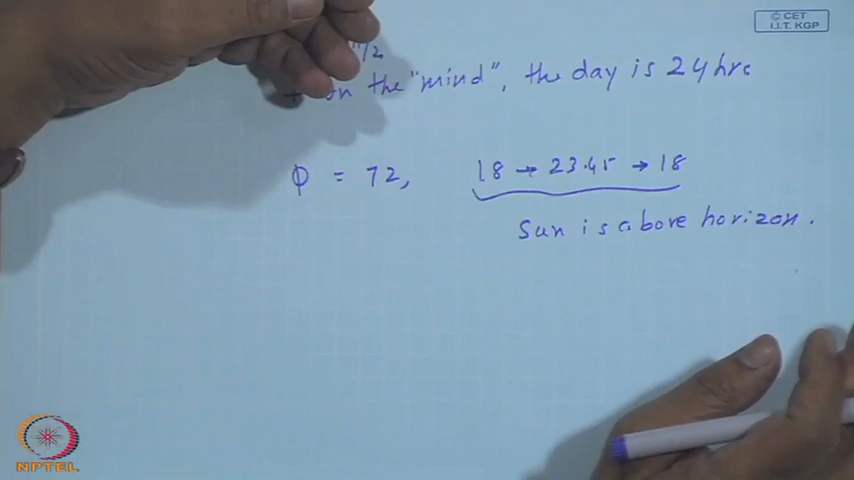 © CET
I.I.T. KGP
π/2
on the "mind", the day is 24 hrs
φ = 72, 18 → 23.45 → 18
Sun is above horizon.
NPTEL